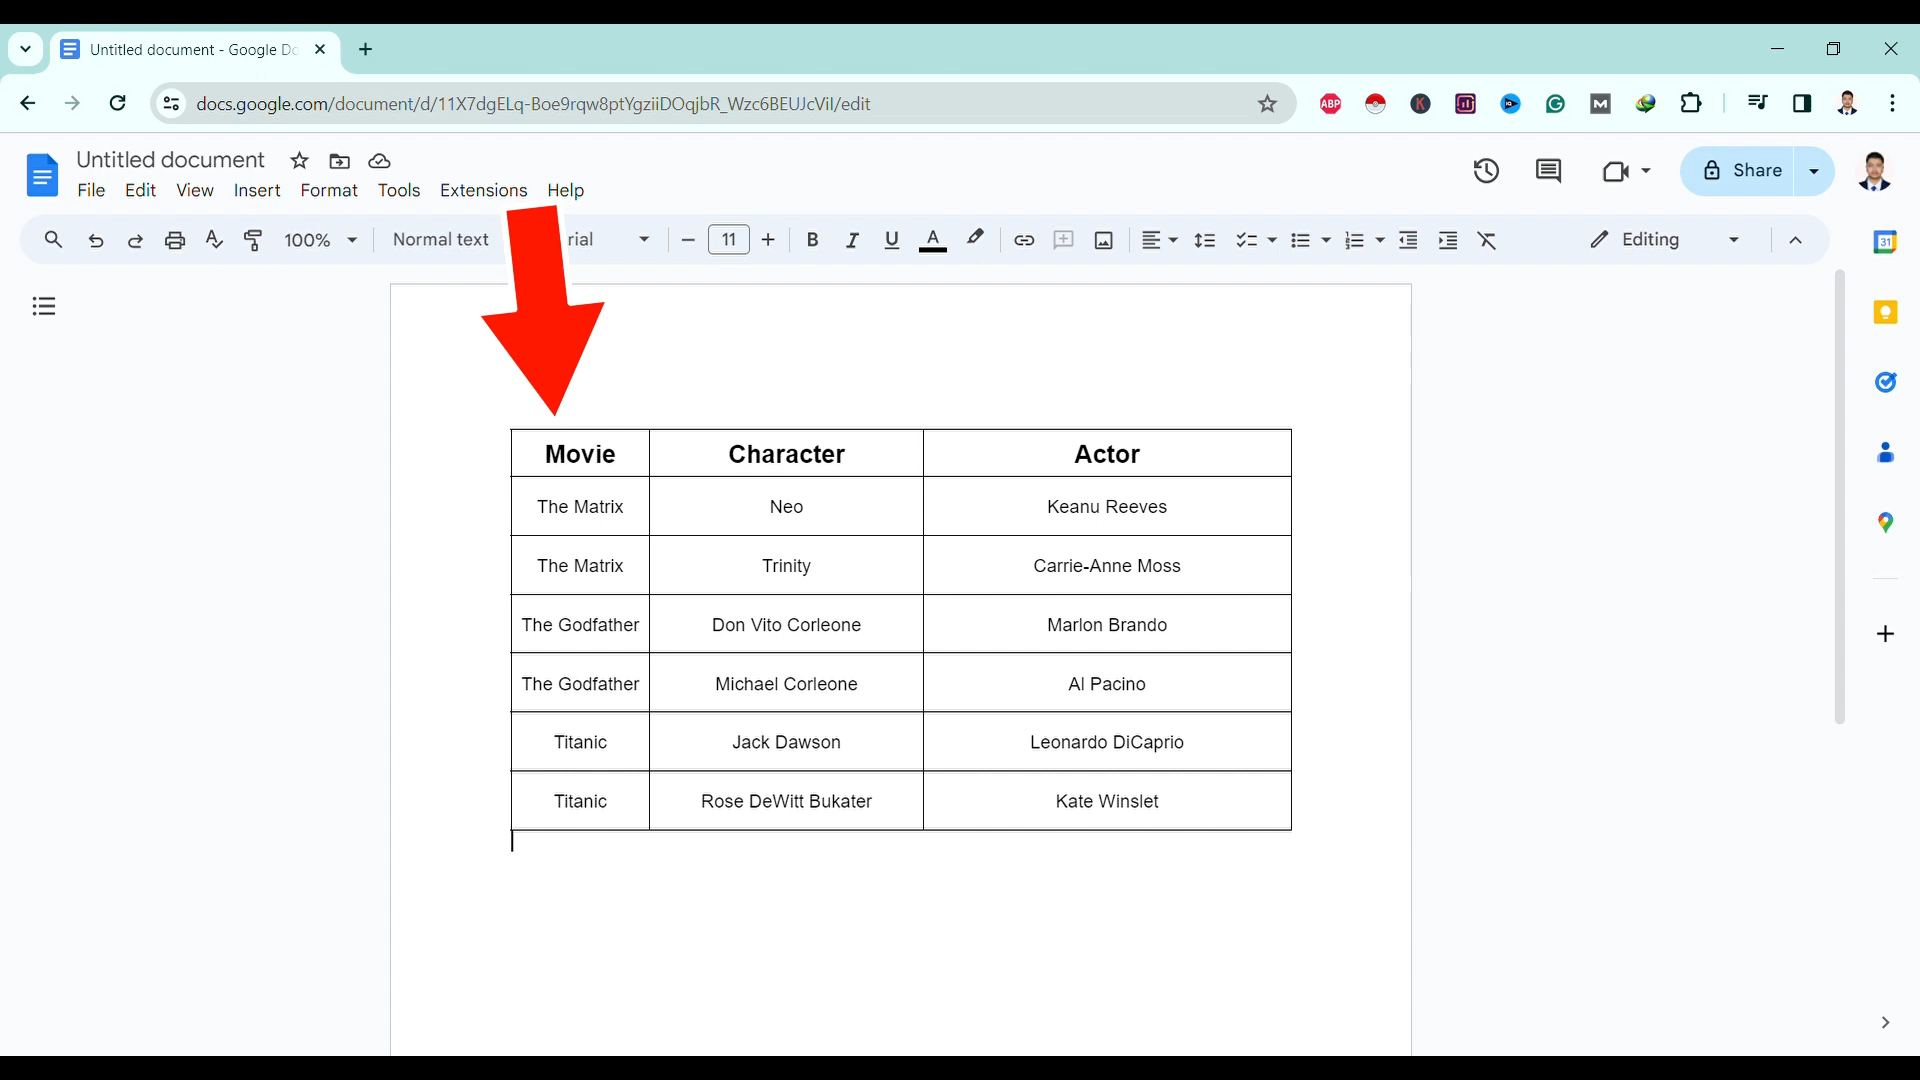 Untitled document - Google Do
docs.google.com/document/d/11X7dgELq-Boe9rqw8ptYgziiDOqjbR_Wzc6BEUJcViI/edit
ABP
K
M
Untitled document
File Edit View Insert Format Tools Extensions Help
Share
100% Normal text rial 11 B I U A Editing
31
Movie Character Actor
The Matrix Neo Keanu Reeves
The Matrix Trinity Carrie-Anne Moss
The Godfather Don Vito Corleone Marlon Brando
The Godfather Michael Corleone Al Pacino
Titanic Jack Dawson Leonardo DiCaprio
Titanic Rose DeWitt Bukater Kate Winslet